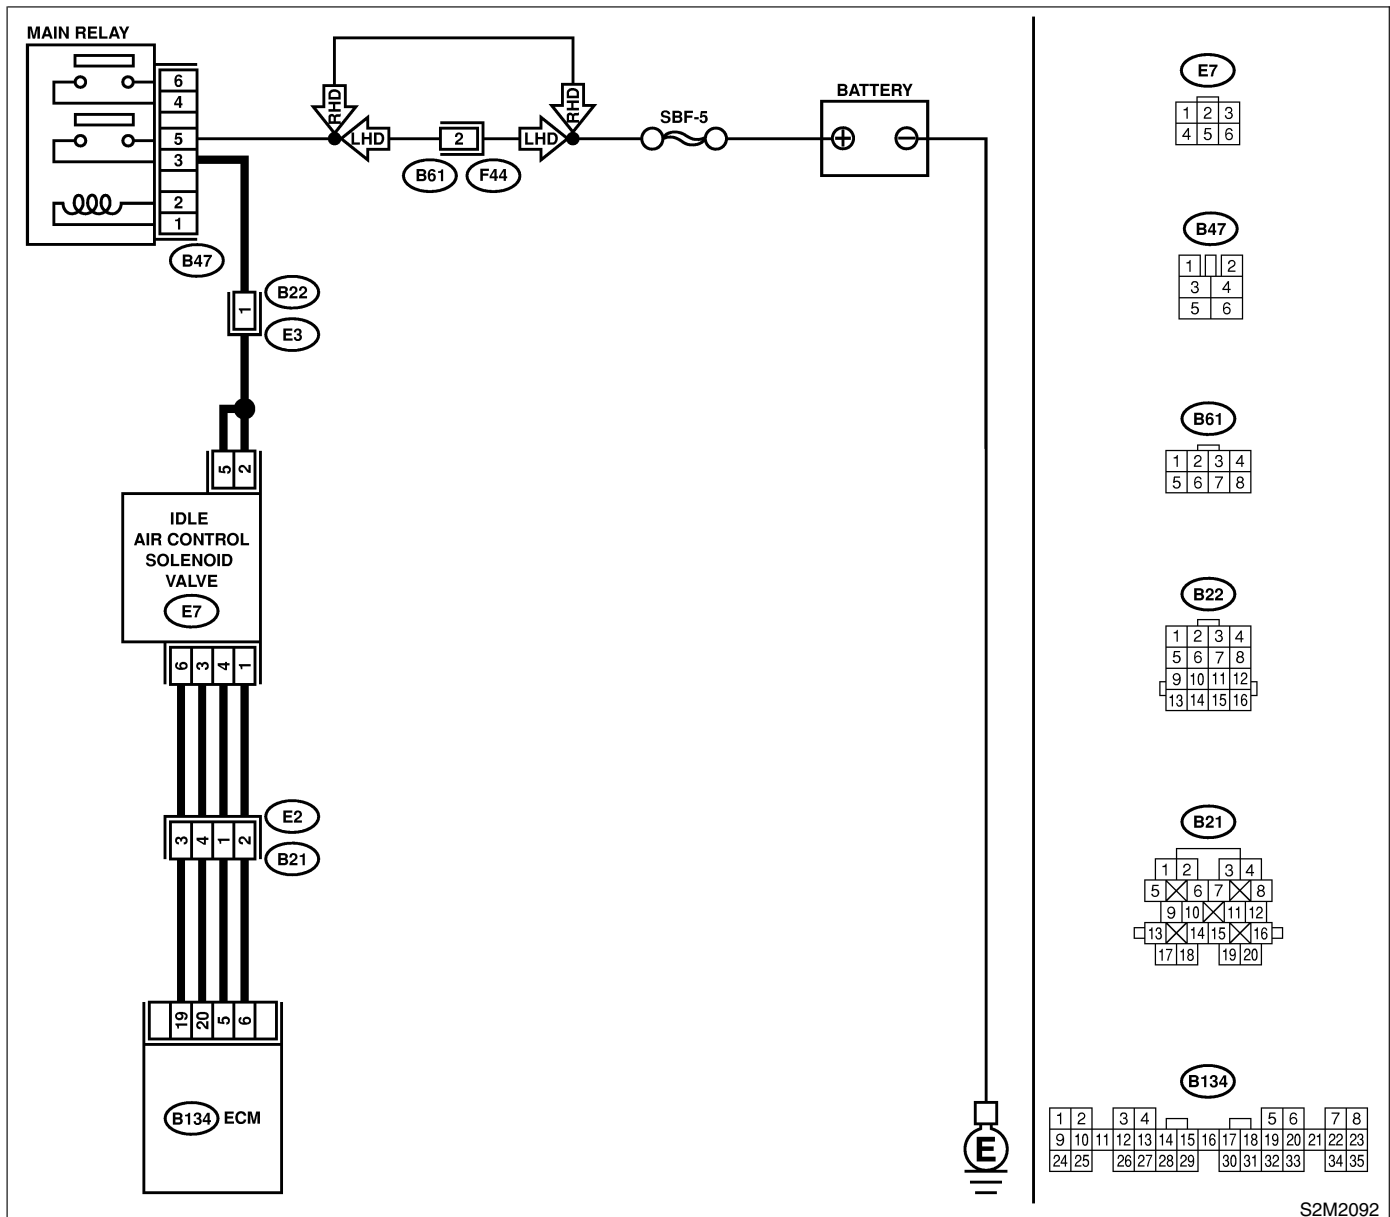 MAIN RELAY
6
4
5
3
2
1
B47
RHD
LHD
2
B61
F44
LHD
RHD
SBF-5
BATTERY
B22
1
E3
5 2
IDLE
AIR CONTROL
SOLENOID
VALVE
E7
6 3 4 1
E2
3 4 1 2
B21
19 20 5 6
B134 ECM
E
E7
1 2 3
4 5 6
B47
1 2
3 4
5 6
B61
1 2 3 4
5 6 7 8
B22
1 2 3 4
5 6 7 8
9 10 11 12
13 14 15 16
B21
1 2 3 4
5 6 7 8
9 10 11 12
13 14 15 16
17 18 19 20
B134
1 2 3 4 5 6 7 8
9 10 11 12 13 14 15 16 17 18 19 20 21 22 23
24 25 26 27 28 29 30 31 32 33 34 35
S2M2092